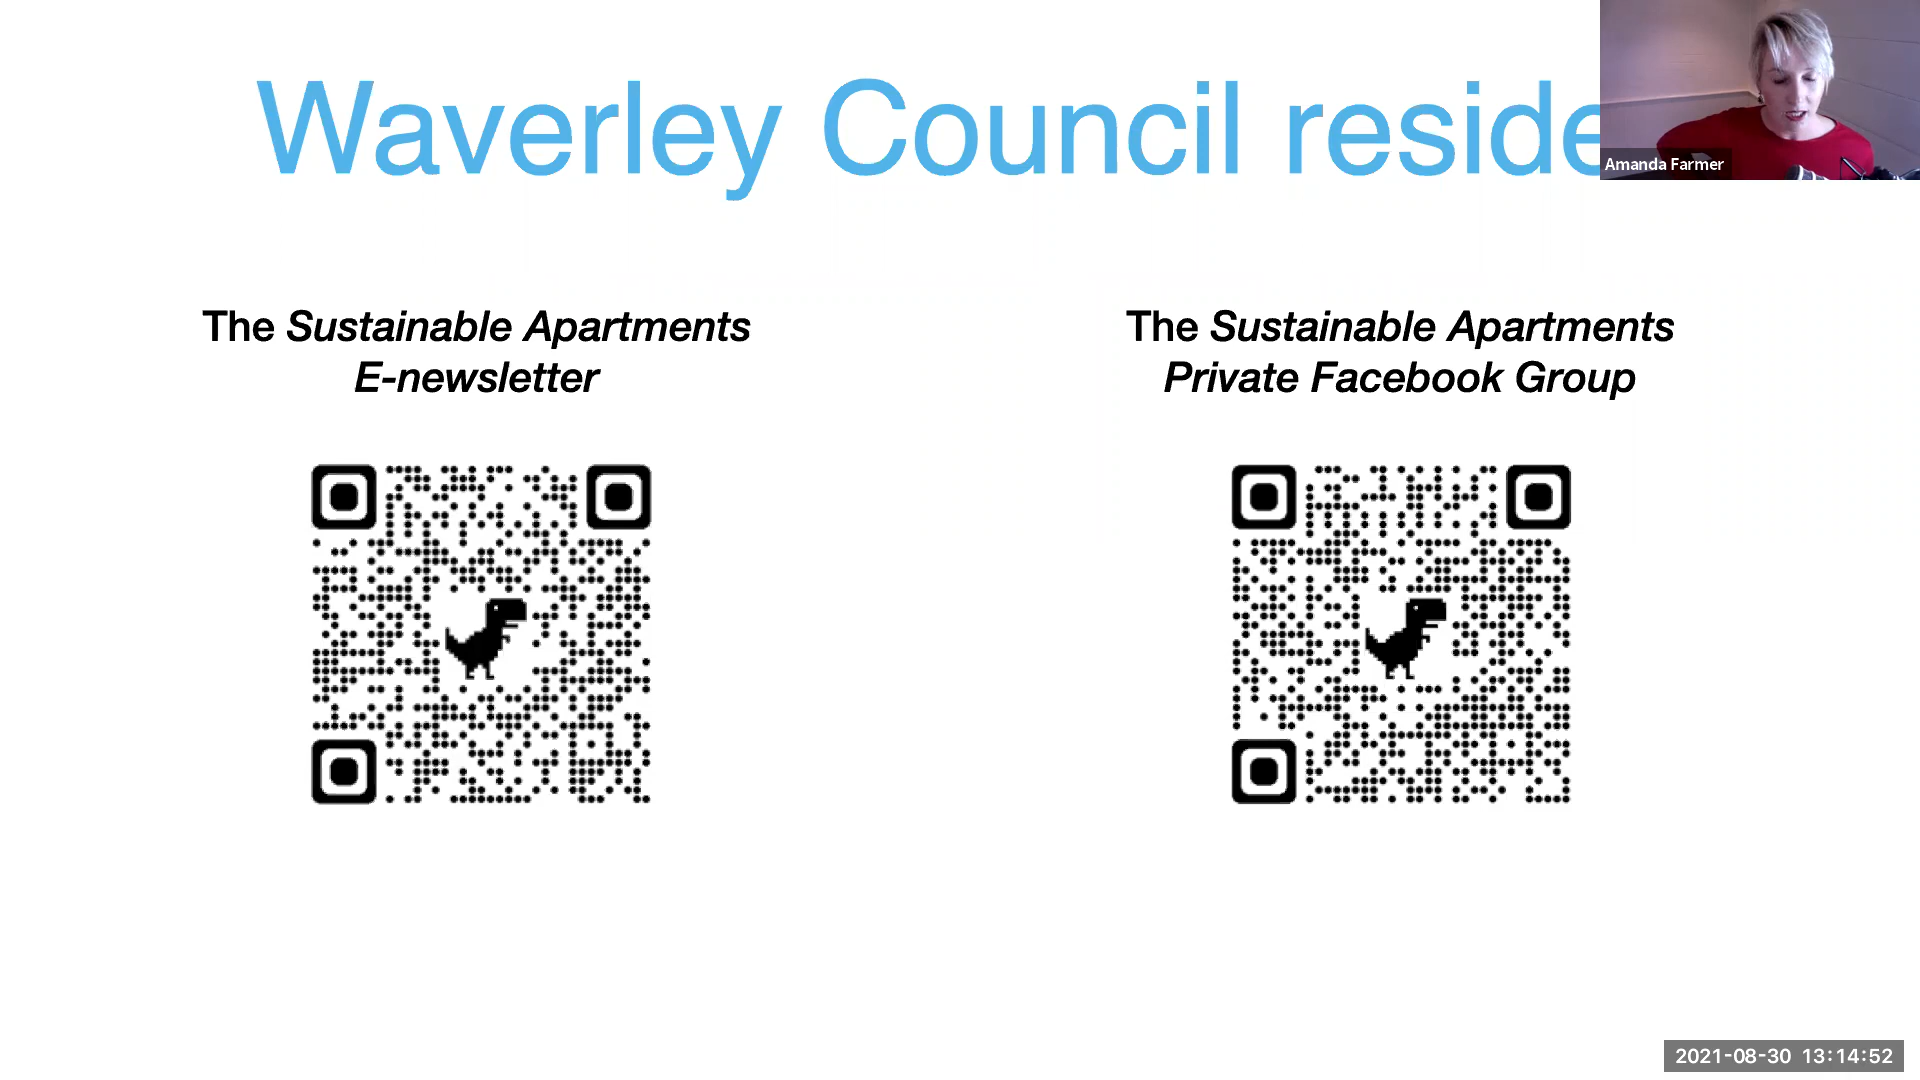 Waverley Council reside
Amanda Farmer
The Sustainable Apartments
E-newsletter
The Sustainable Apartments
Private Facebook Group
2021-08-30 13:14:52